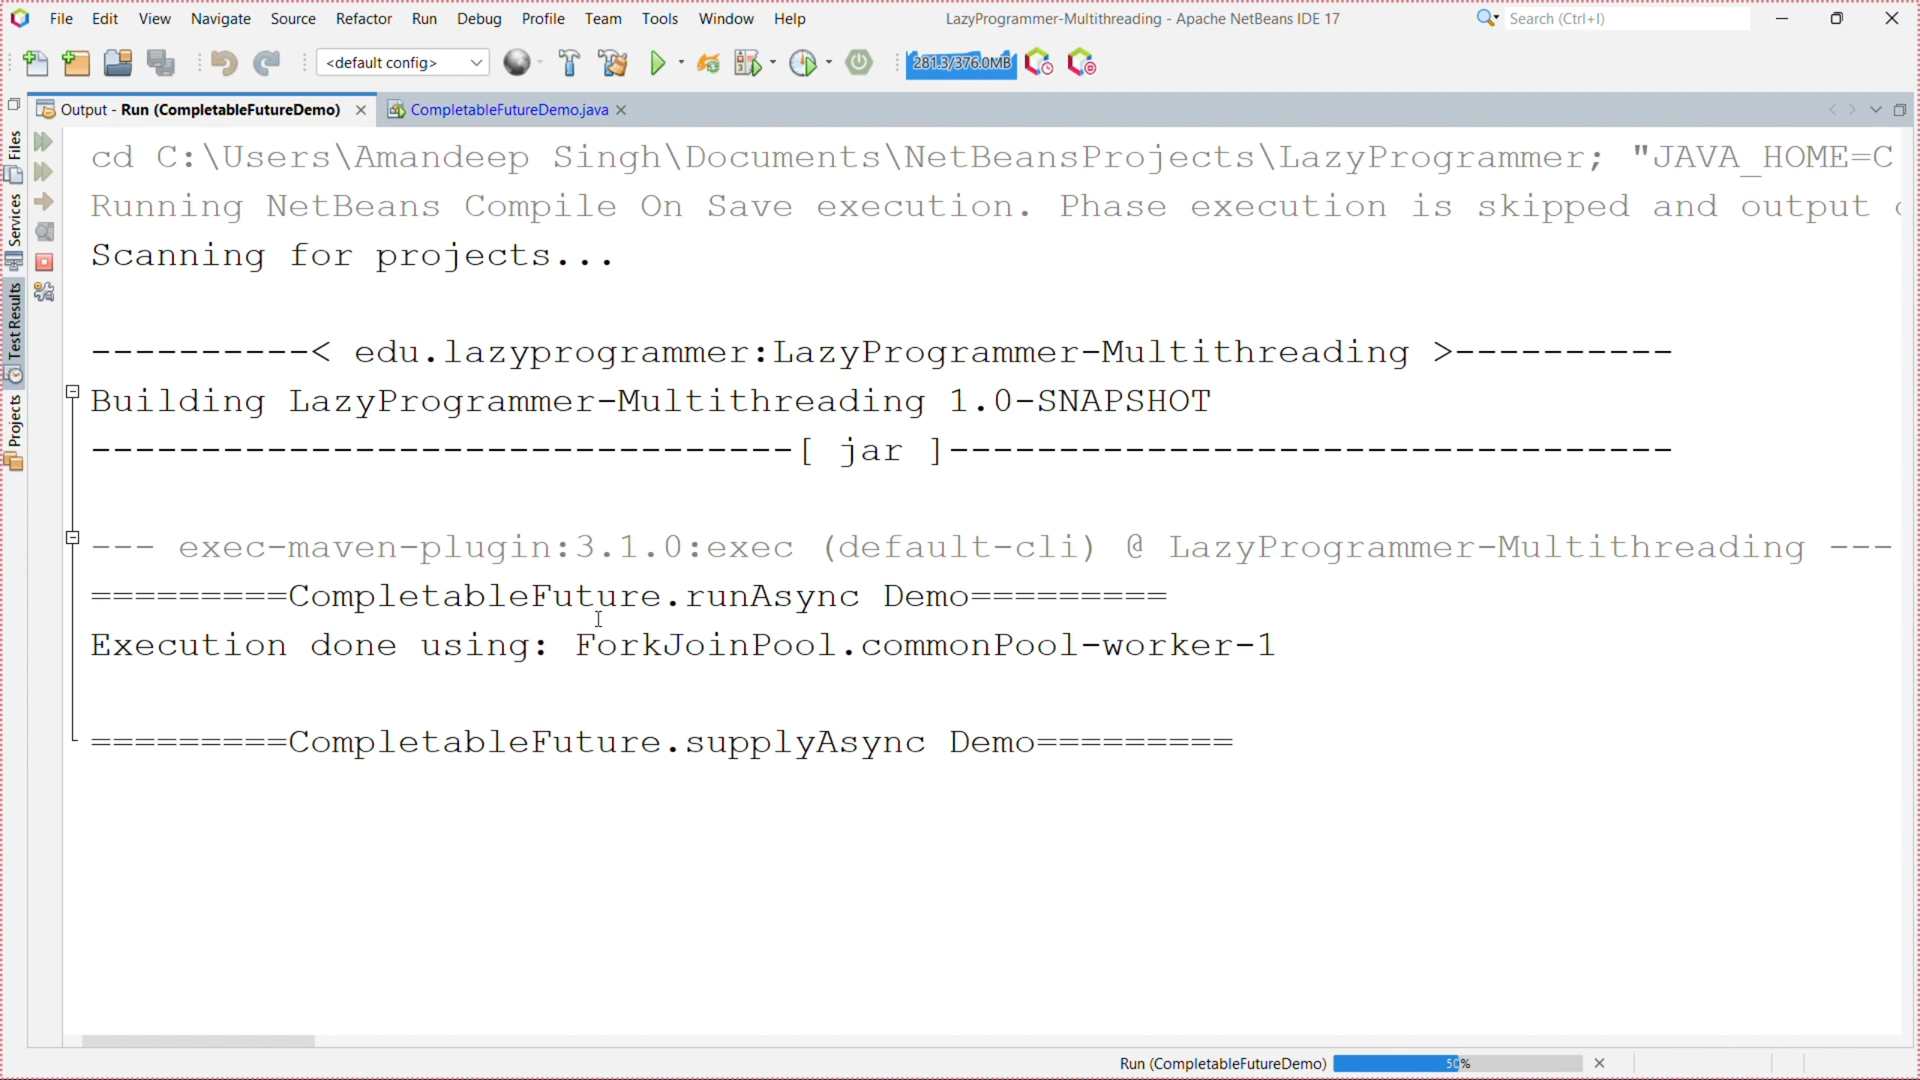 File Edit View Navigate Source Refactor Run Debug Profile Team Tools Window Help
LazyProgrammer-Multithreading - Apache NetBeans IDE 17
Search (Ctrl+I)
<default config>
281.3/376.0MB
Output - Run (CompletableFutureDemo)
CompletableFutureDemo.java
Files
Services
Test Results
Projects
cd C:\Users\Amandeep Singh\Documents\NetBeansProjects\LazyProgrammer; "JAVA_HOME=C
Running NetBeans Compile On Save execution. Phase execution is skipped and output
Scanning for projects...
----------< edu.lazyprogrammer:LazyProgrammer-Multithreading >----------
Building LazyProgrammer-Multithreading 1.0-SNAPSHOT
--------------------------------[ jar ]---------------------------------
--- exec-maven-plugin:3.1.0:exec (default-cli) @ LazyProgrammer-Multithreading ---
=========CompletableFuture.runAsync Demo=========
Execution done using: ForkJoinPool.commonPool-worker-1
=========CompletableFuture.supplyAsync Demo=========
Run (CompletableFutureDemo)
50%